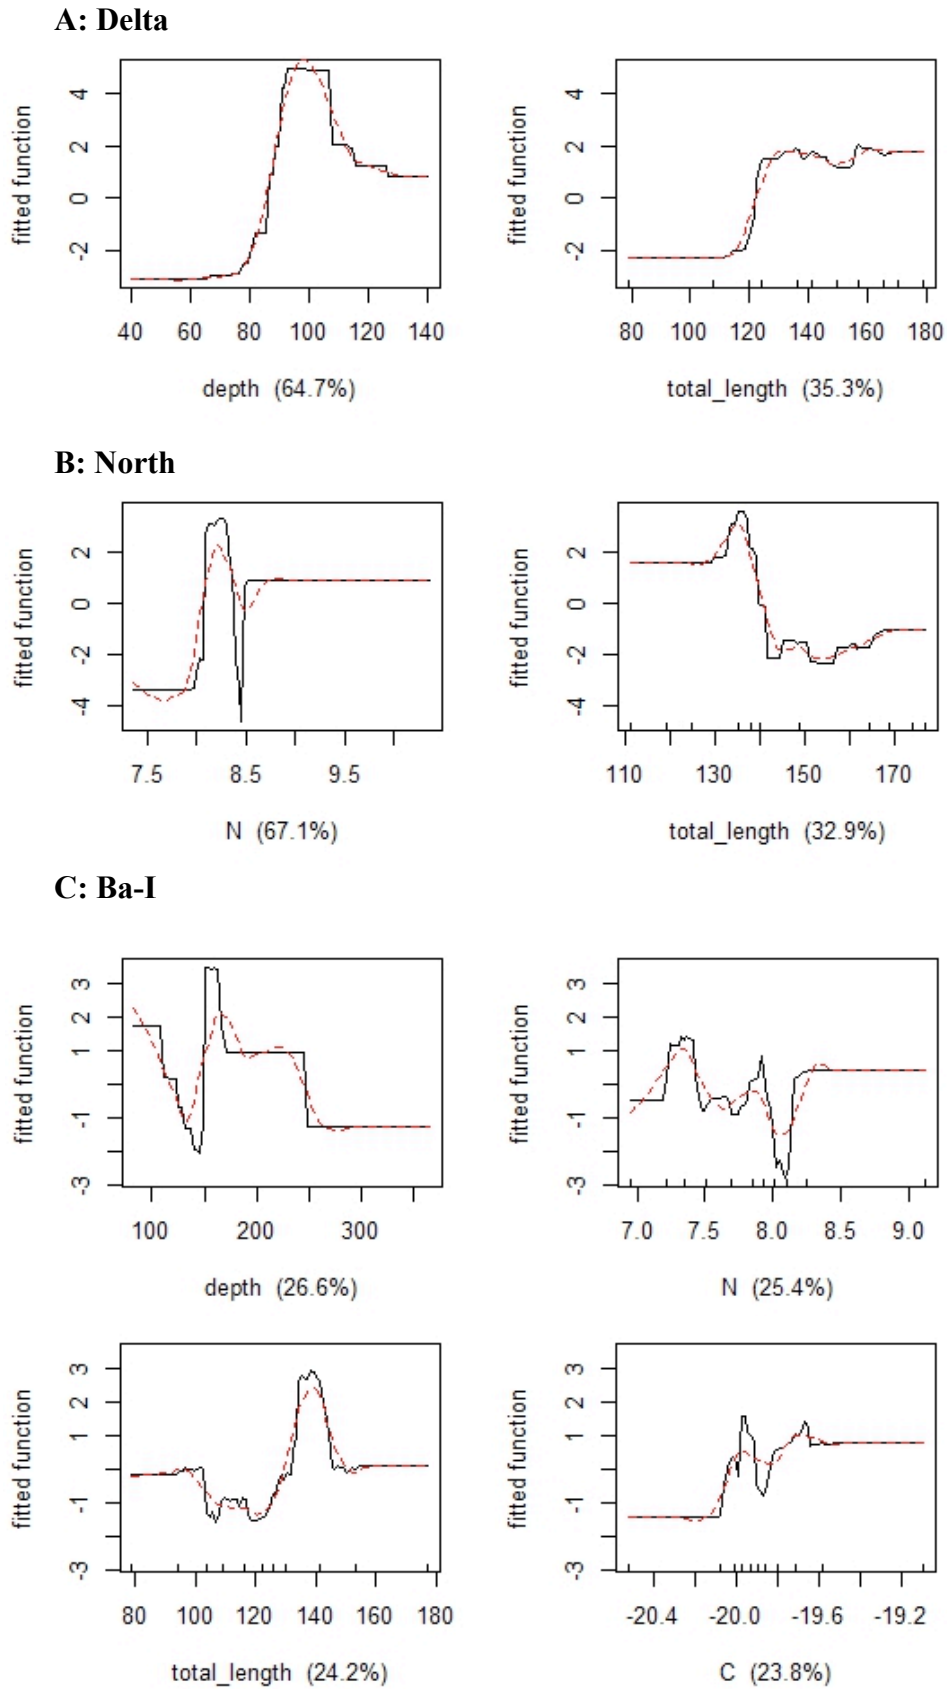 A: Delta
fitted function
-2 0 2 4
40 60 80 100 120 140
depth (64.7%)
fitted function
-2 0 2 4
80 100 120 140 160 180
total_length (35.3%)
B: North
fitted function
-4 -2 0 2
7.5 8.5 9.5
N (67.1%)
fitted function
-4 -2 0 2
110 130 150 170
total_length (32.9%)
C: Ba-I
fitted function
-3 -1 1 2 3
100 200 300
depth (26.6%)
fitted function
-3 -1 1 2 3
7.0 7.5 8.0 8.5 9.0
N (25.4%)
fitted function
-3 -1 1 2 3
80 100 120 140 160 180
total_length (24.2%)
fitted function
-3 -1 1 2 3
-20.4 -20.0 -19.6 -19.2
C (23.8%)